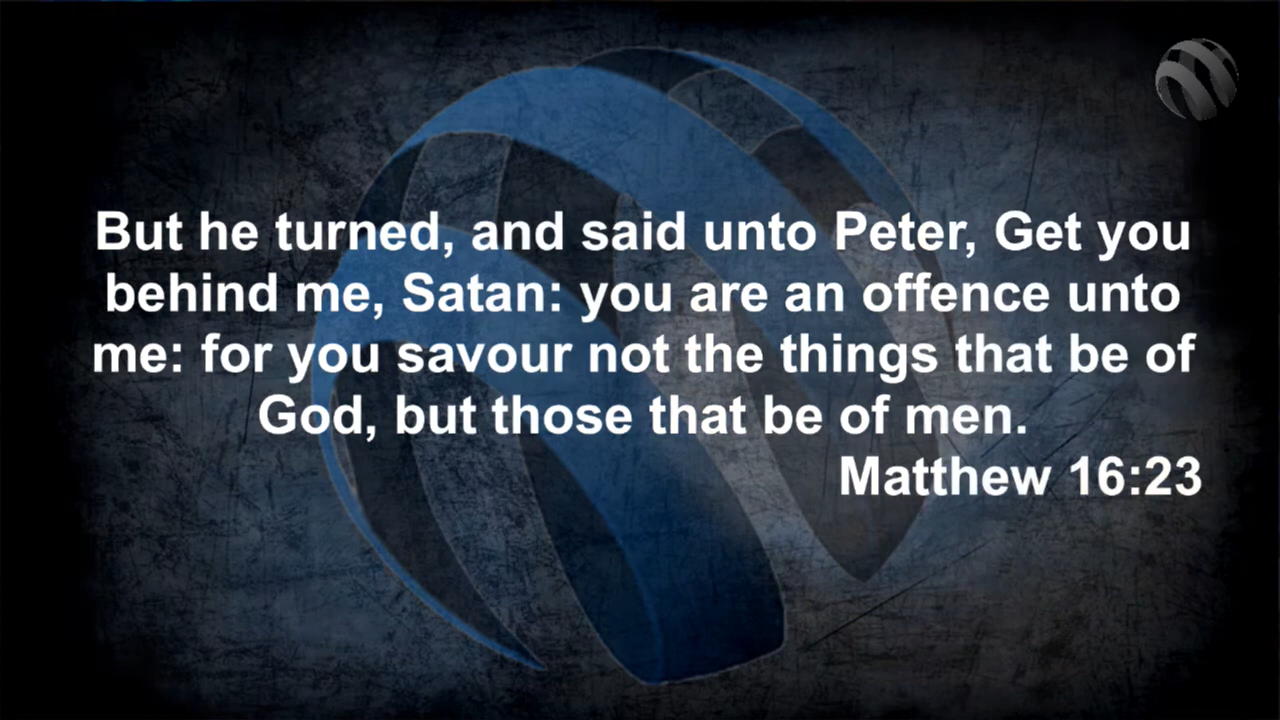 But he turned, and said unto Peter, Get you
behind me, Satan: you are an offence unto
me: for you savour not the things that be of
God, but those that be of men.
Matthew 16:23